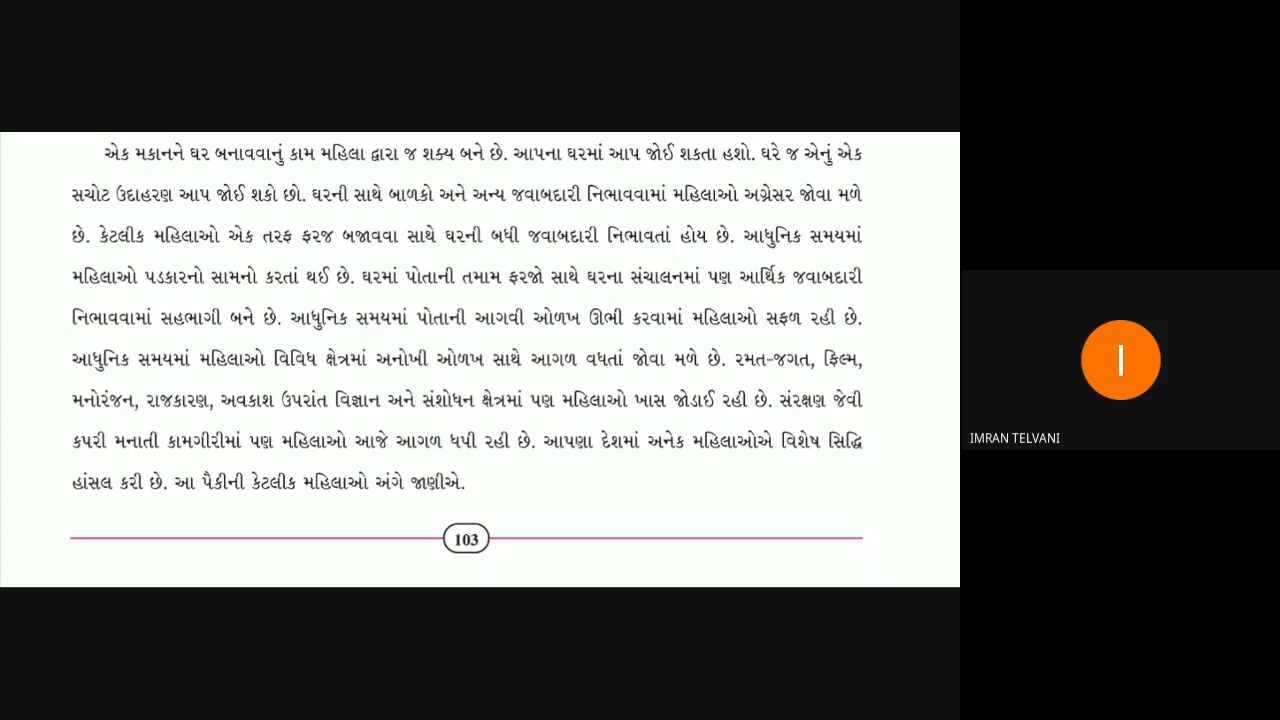 એક મકાનને ઘર બનાવવાનું કામ મહિલા દ્વારા જ શક્ય બને છે. આપના ઘરમાં આપ જોઈ શકતા હશો. ઘરે જ એનું એક
સચોટ ઉદાહરણ આપ જોઈ શકો છો. ઘરની સાથે બાળકો અને અન્ય જવાબદારી નિભાવવામાં મહિલાઓ અગ્રેસર જોવા મળે
છે. કેટલીક મહિલાઓ એક તરફ ફરજ બજાવવા સાથે ઘરની બધી જવાબદારી નિભાવતાં હોય છે. આધુનિક સમયમાં
મહિલાઓ પડકારનો સામનો કરતાં થઈ છે. ઘરમાં પોતાની તમામ ફરજો સાથે ઘરના સંચાલનમાં પણ આર્થિક જવાબદારી
નિભાવવામાં સહભાગી બને છે. આધુનિક સમયમાં પોતાની આગવી ઓળખ ઊભી કરવામાં મહિલાઓ સફળ રહી છે.
આધુનિક સમયમાં મહિલાઓ વિવિધ ક્ષેત્રમાં અનોખી ઓળખ સાથે આગળ વધતાં જોવા મળે છે. રમત-જગત, ફિલ્મ,
મનોરંજન, રાજકારણ, અવકાશ ઉપરાંત વિજ્ઞાન અને સંશોધન ક્ષેત્રમાં પણ મહિલાઓ ખાસ જોડાઈ રહી છે. સંરક્ષણ જેવી
કપરી મનાતી કામગીરીમાં પણ મહિલાઓ આજે આગળ ધપી રહી છે. આપણા દેશમાં અનેક મહિલાઓએ વિશેષ સિદ્ધિ
હાંસલ કરી છે. આ પૈકીની કેટલીક મહિલાઓ અંગે જાણીએ.
103
I
IMRAN TELVANI